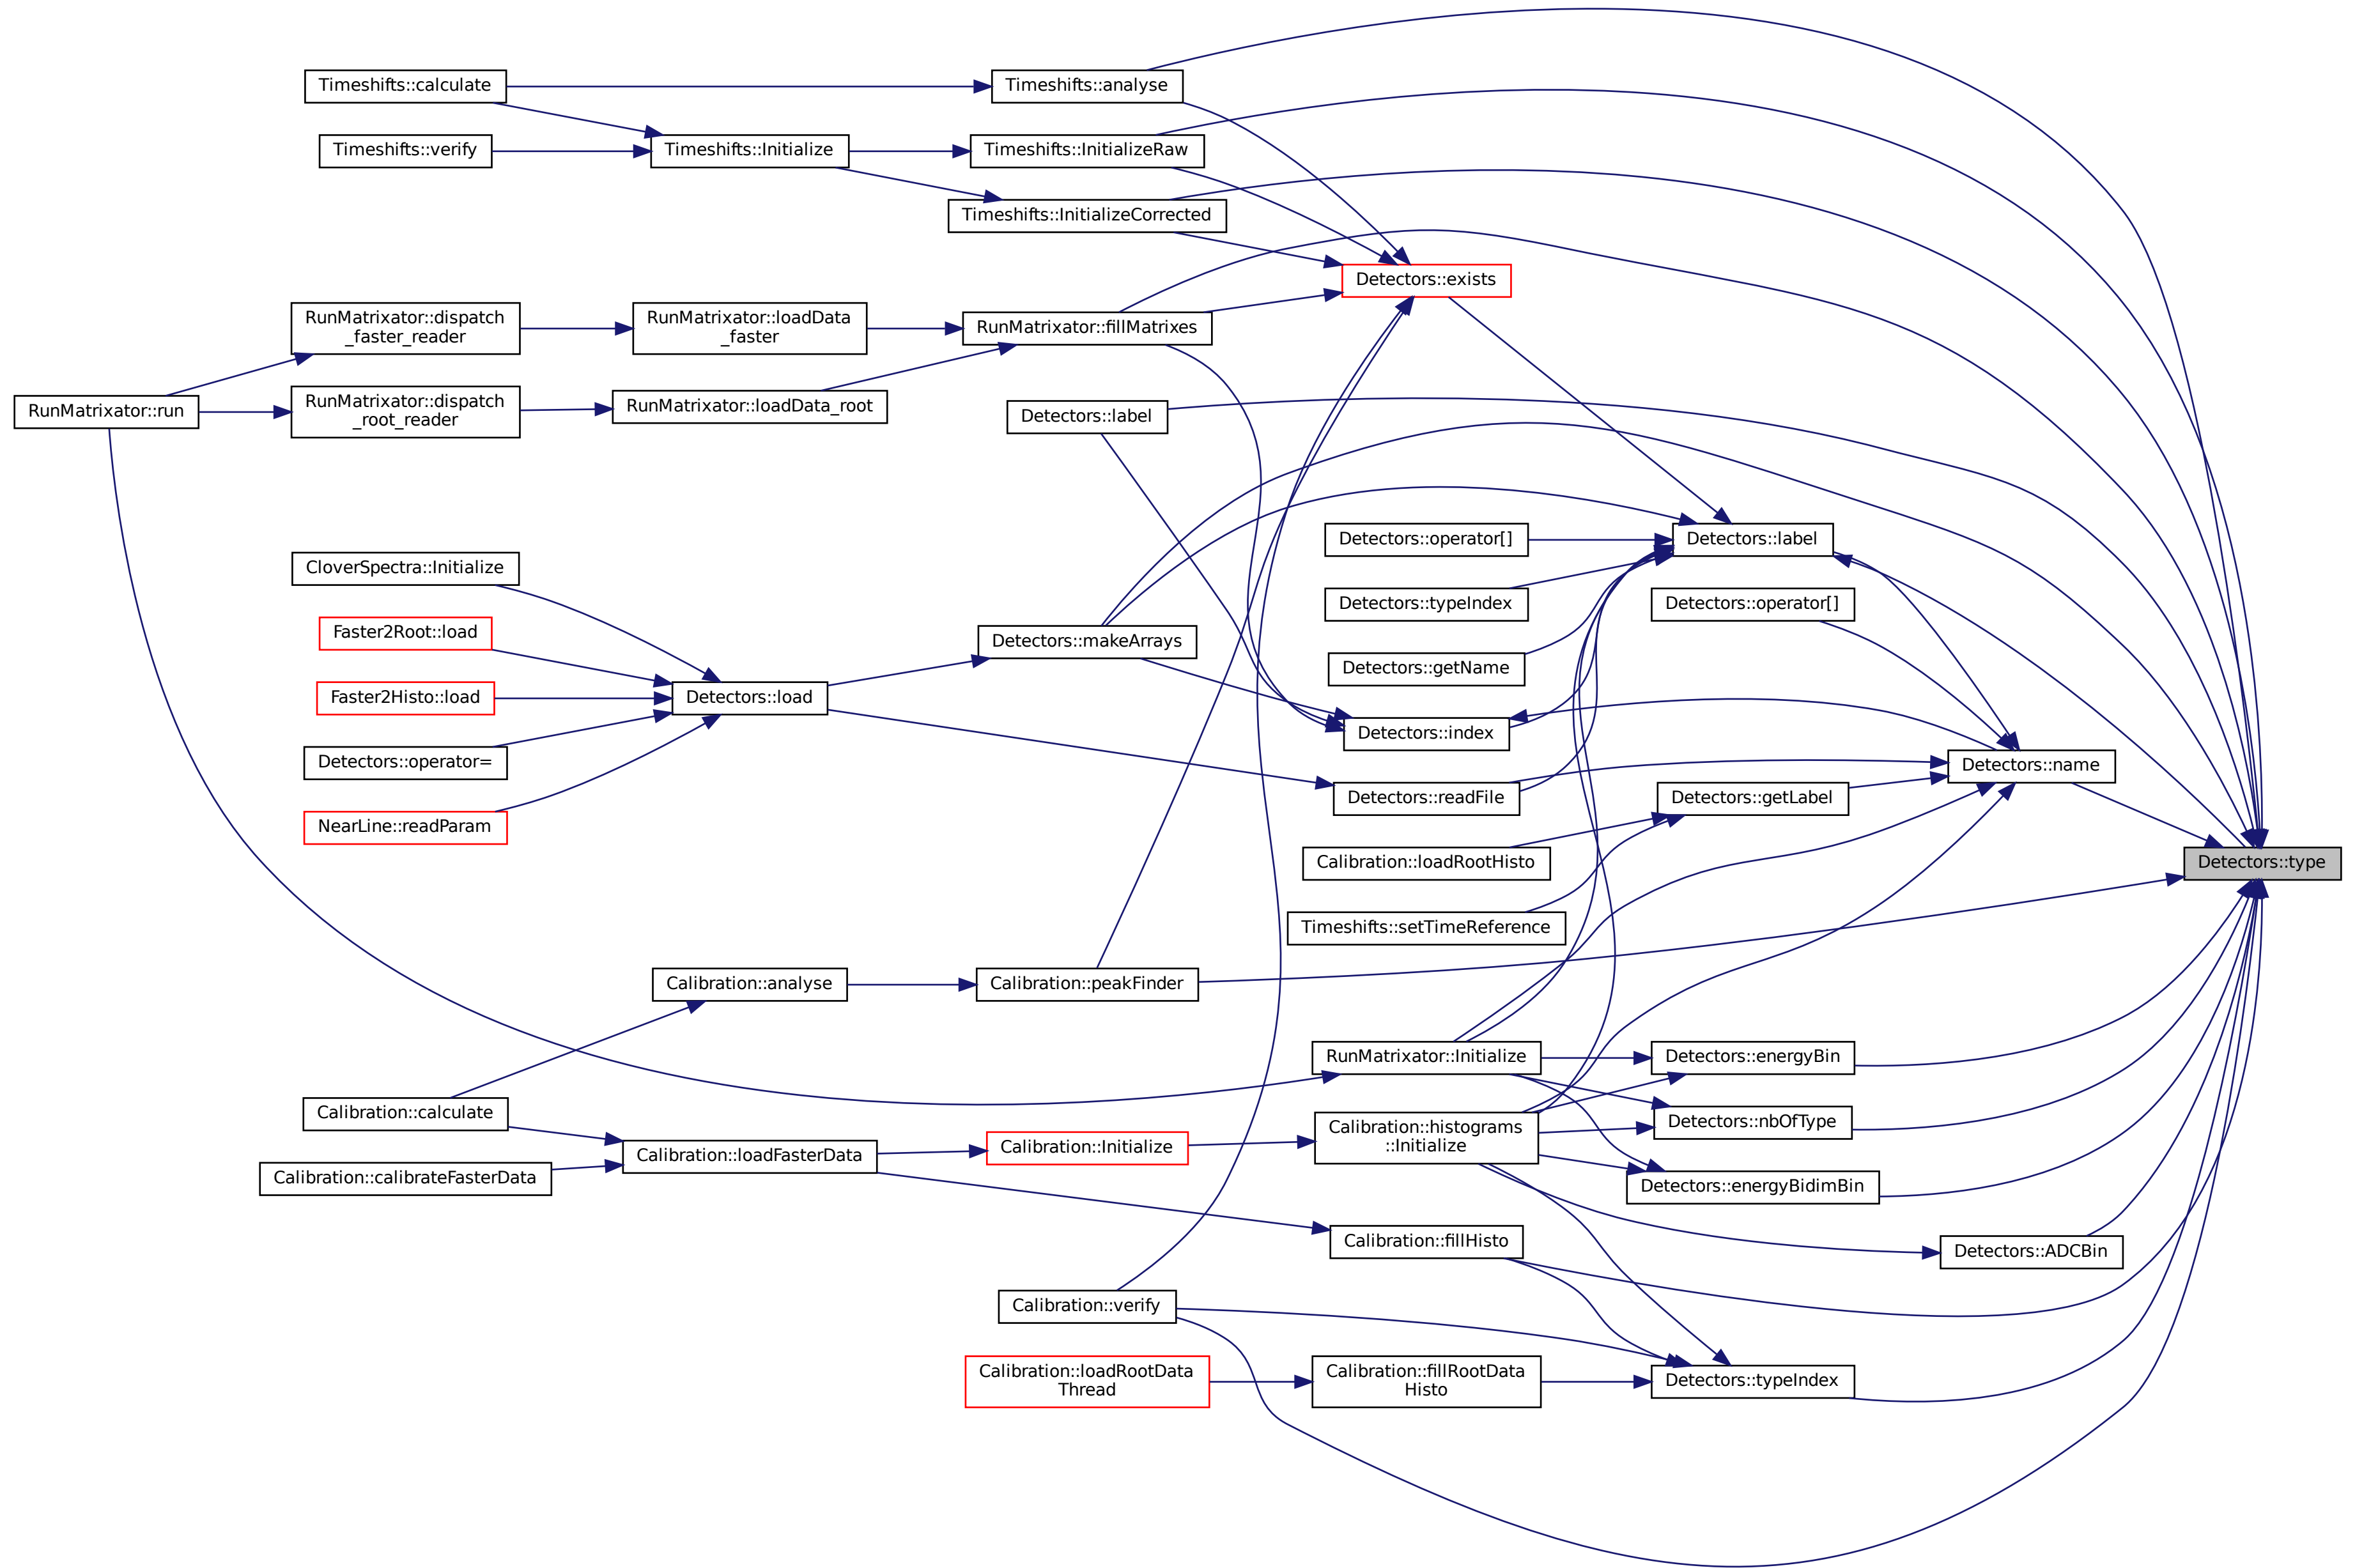 Timeshifts::calculate
Timeshifts::analyse
Timeshifts::verify
Timeshifts::Initialize
Timeshifts::InitializeRaw
Timeshifts::InitializeCorrected
Detectors::exists
RunMatrixator::dispatch
_faster_reader
RunMatrixator::loadData
_faster
RunMatrixator::fillMatrixes
RunMatrixator::run
RunMatrixator::dispatch
_root_reader
RunMatrixator::loadData_root
Detectors::label
CloverSpectra::Initialize
Detectors::operator[]
Detectors::label
Faster2Root::load
Detectors::makeArrays
Detectors::typeIndex
Detectors::operator[]
Detectors::getName
Faster2Histo::load
Detectors::load
Detectors::index
Detectors::operator=
Detectors::name
Detectors::readFile
Detectors::getLabel
NearLine::readParam
Calibration::loadRootHisto
Detectors::type
Timeshifts::setTimeReference
Calibration::analyse
Calibration::peakFinder
RunMatrixator::Initialize
Detectors::energyBin
Calibration::calculate
Calibration::histograms
::Initialize
Detectors::nbOfType
Calibration::loadFasterData
Calibration::Initialize
Calibration::calibrateFasterData
Detectors::energyBidimBin
Calibration::fillHisto
Detectors::ADCBin
Calibration::verify
Calibration::loadRootData
Thread
Calibration::fillRootData
Histo
Detectors::typeIndex